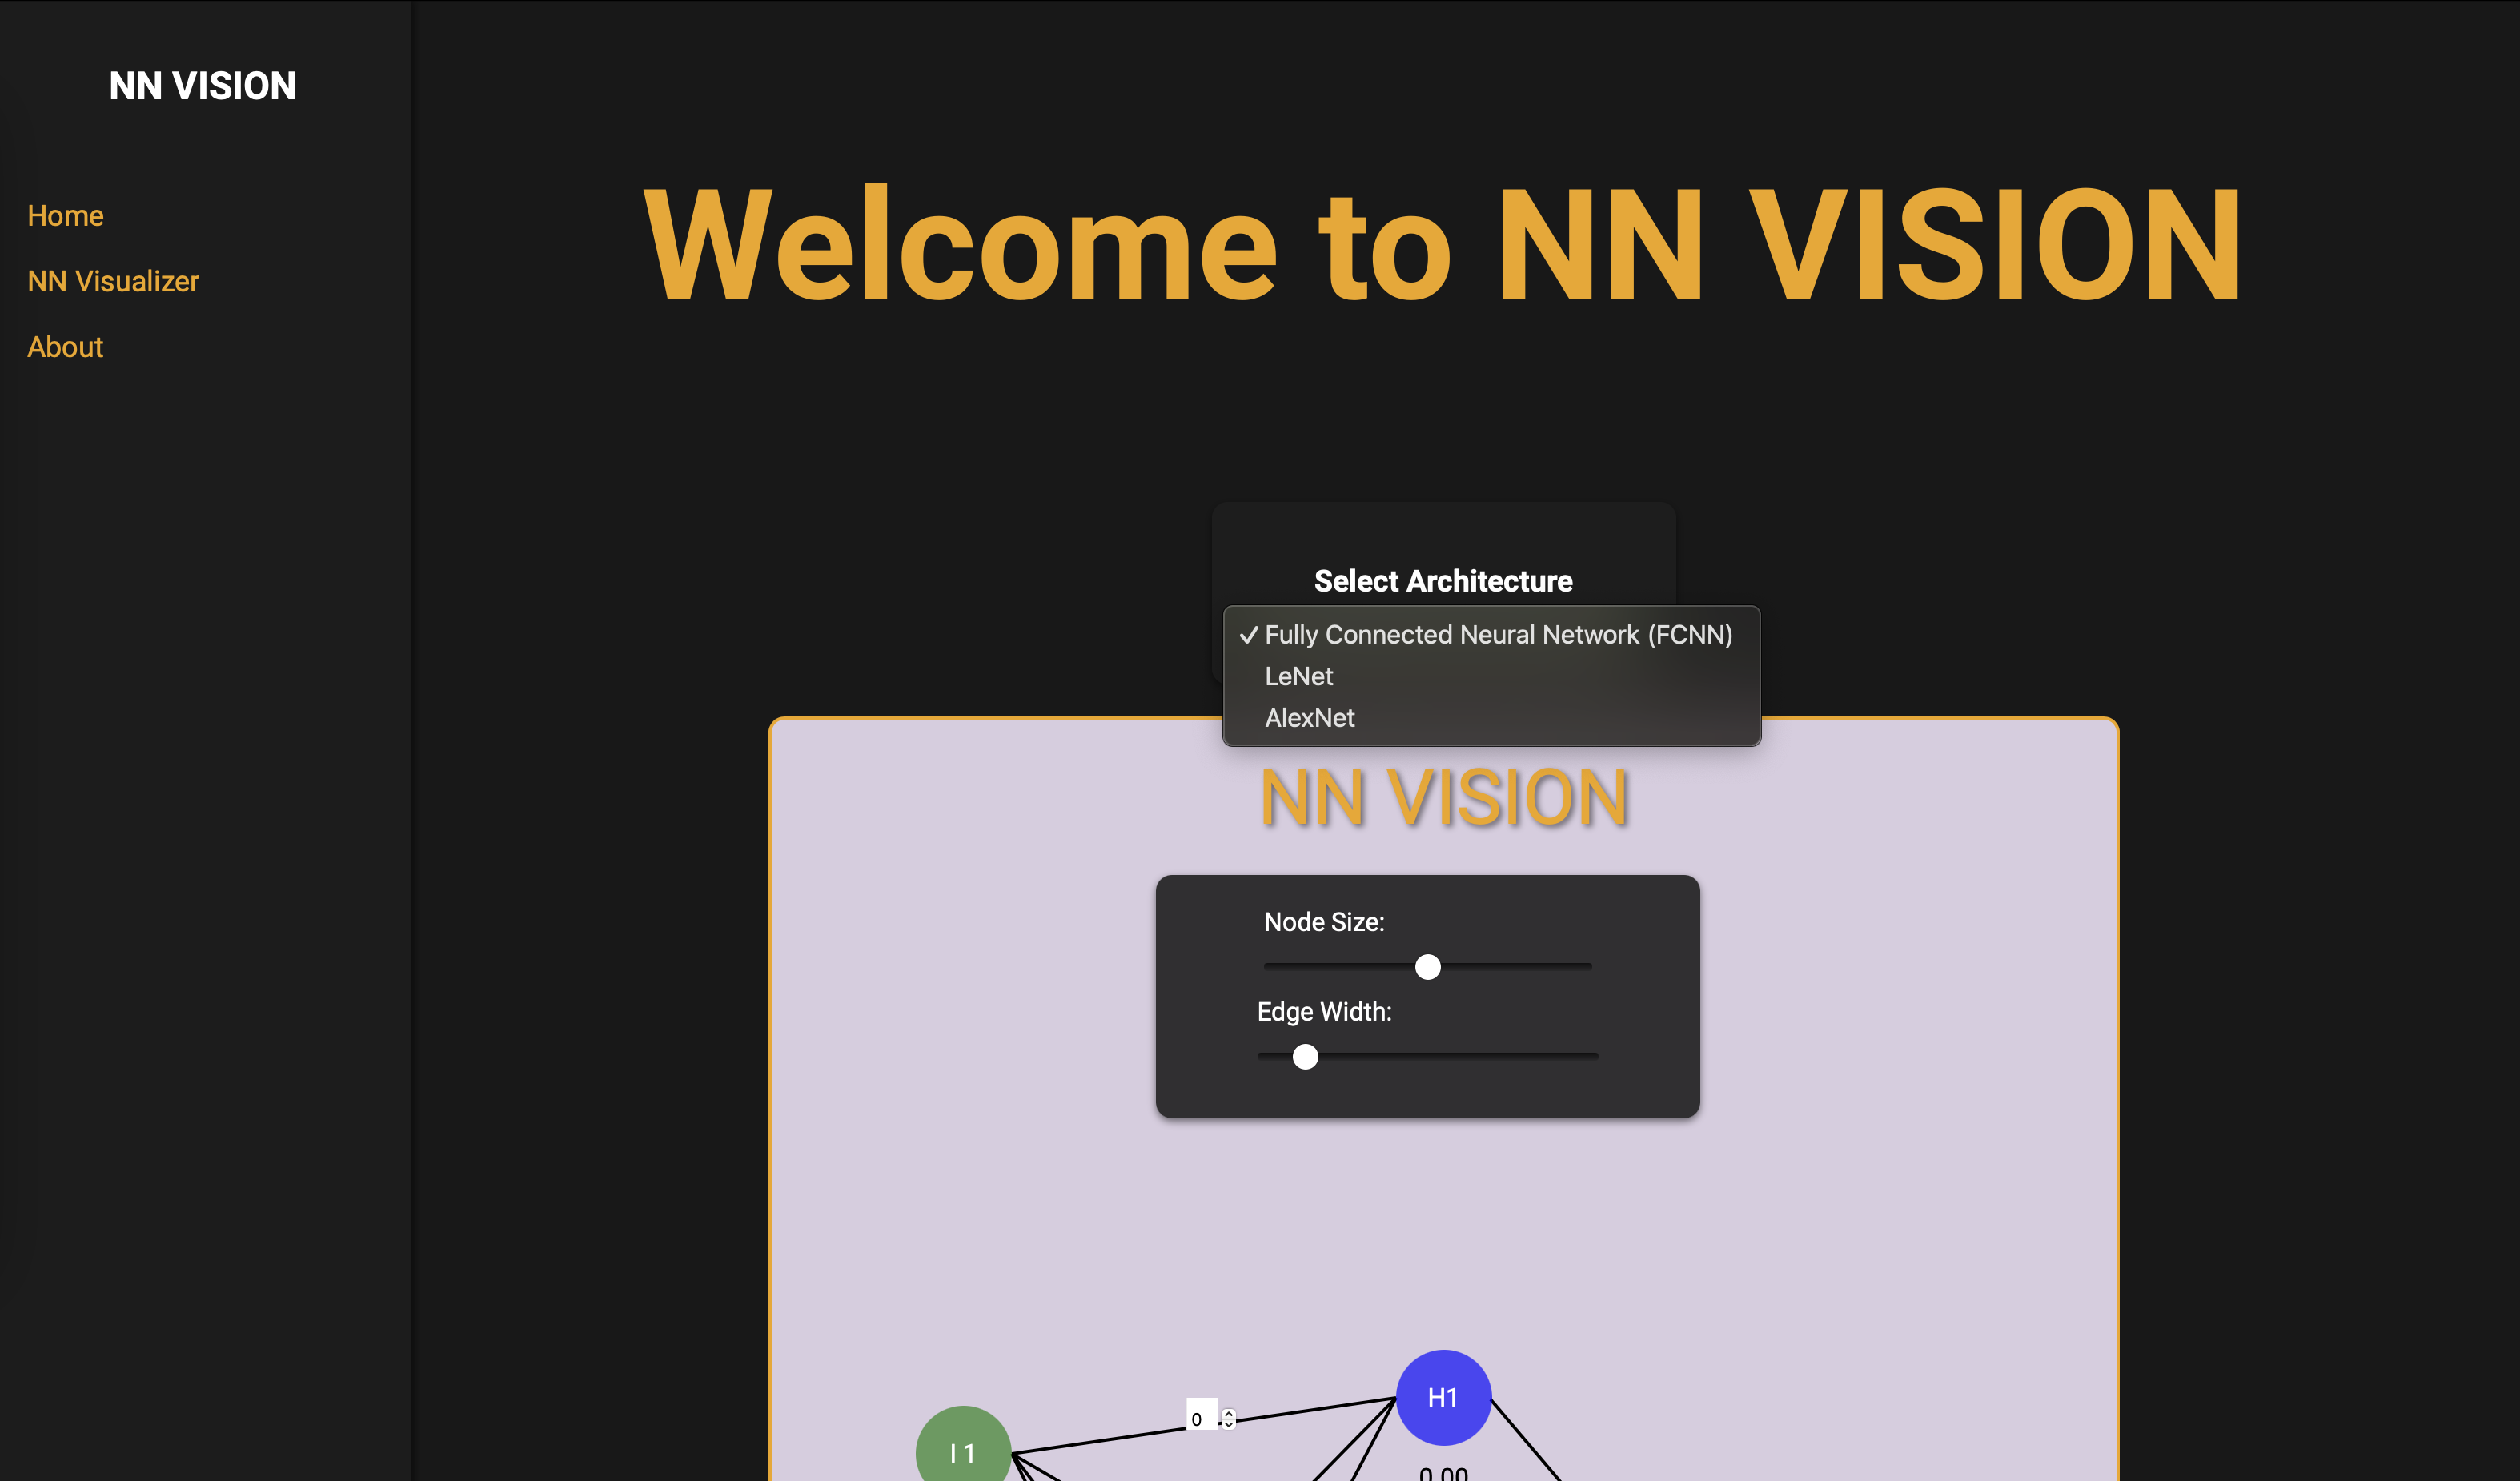 NN VISION
Home
NN Visualizer
About
Welcome to NN VISION
Select Architecture
✓ Fully Connected Neural Network (FCNN)
LeNet
AlexNet
NN VISION
Node Size:
Edge Width:
H1
0
I 1
0.00